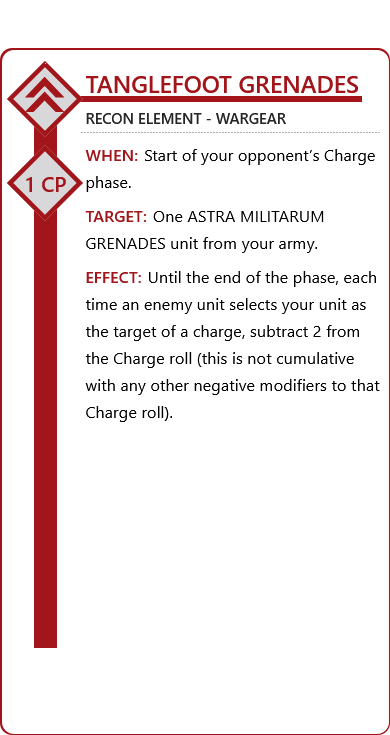 TANGLEFOOT GRENADES
RECON ELEMENT - WARGEAR
WHEN: Start of your opponent’s Charge
phase.
1 CP
TARGET: One ASTRA MILITARUM
GRENADES unit from your army.
EFFECT: Until the end of the phase, each
time an enemy unit selects your unit as
the target of a charge, subtract 2 from
the Charge roll (this is not cumulative
with any other negative modifiers to that
Charge roll).